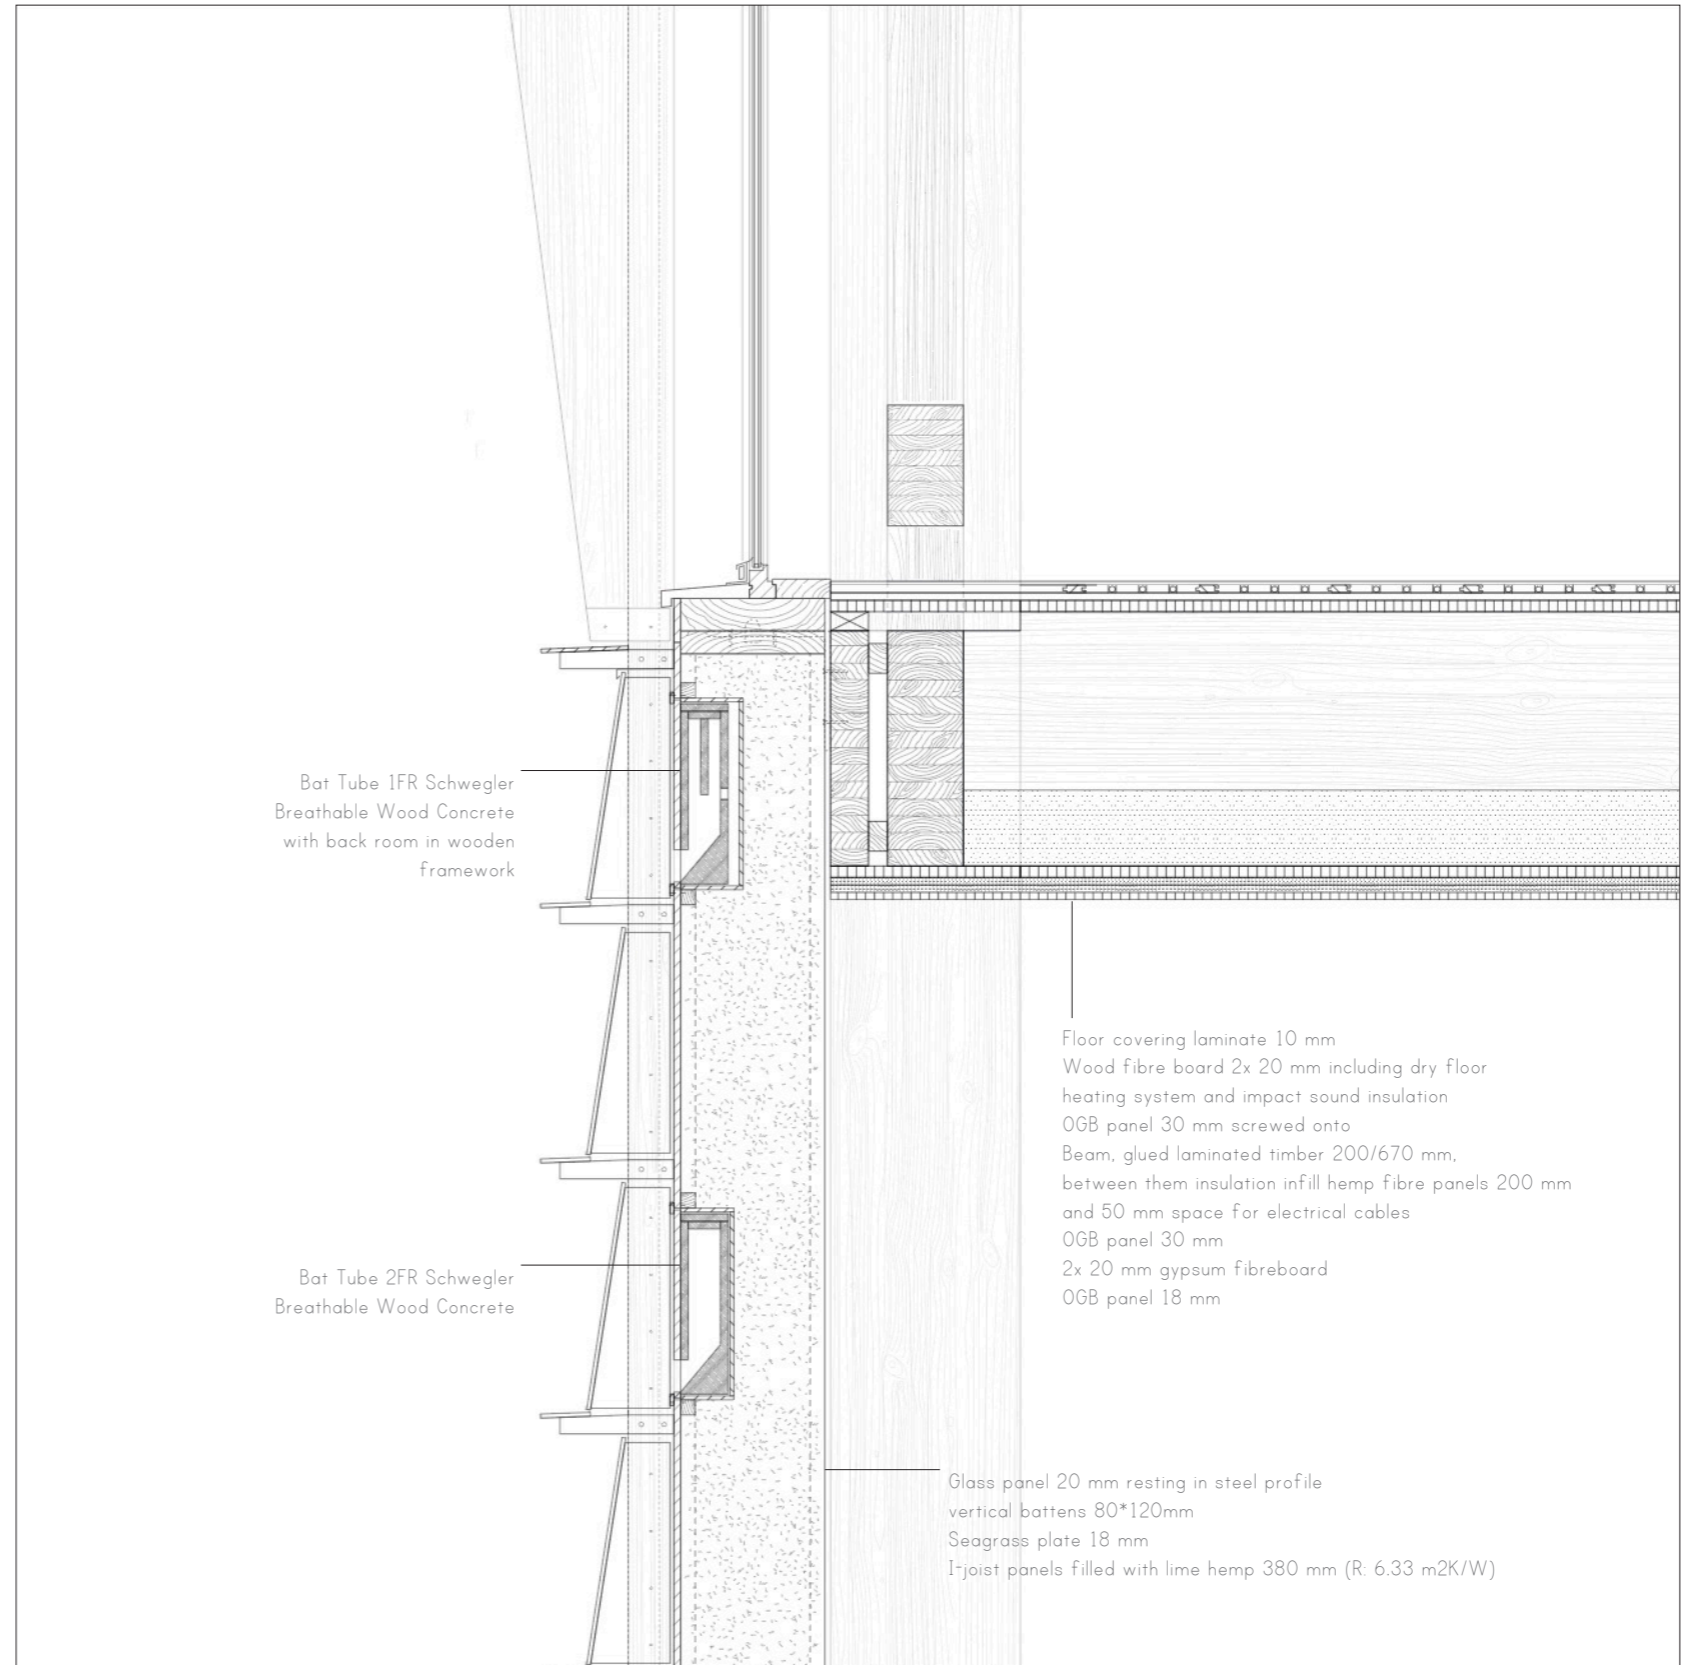 Bat Tube 1FR Schwegler
Breathable Wood Concrete
with back room in wooden
framework
Floor covering laminate 10 mm
Wood fibre board 2x 20 mm including dry floor
heating system and impact sound insulation
OGB panel 30 mm screwed onto
Beam, glued laminated timber 200/670 mm,
between them insulation infill hemp fibre panels 200 mm
and 50 mm space for electrical cables
OGB panel 30 mm
2x 20 mm gypsum fibreboard
OGB panel 18 mm
Bat Tube 2FR Schwegler
Breathable Wood Concrete
Glass panel 20 mm resting in steel profile
vertical battens 80*120mm
Seagrass plate 18 mm
I-joist panels filled with lime hemp 380 mm (R: 6.33 m2K/W)